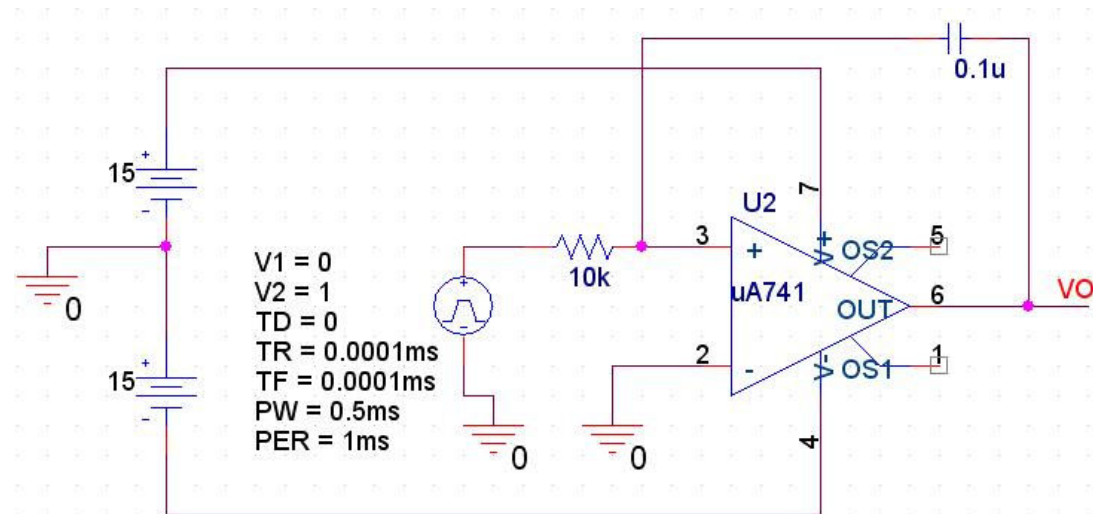 0.1u
15
U2
7
3
+
V+
OS2
5
10k
uA741
0
V1 = 0
V2 = 1
TD = 0
TR = 0.0001ms
TF = 0.0001ms
PW = 0.5ms
PER = 1ms
+
-
OUT
6
VO
15
2
-
V-
OS1
1
4
0
0